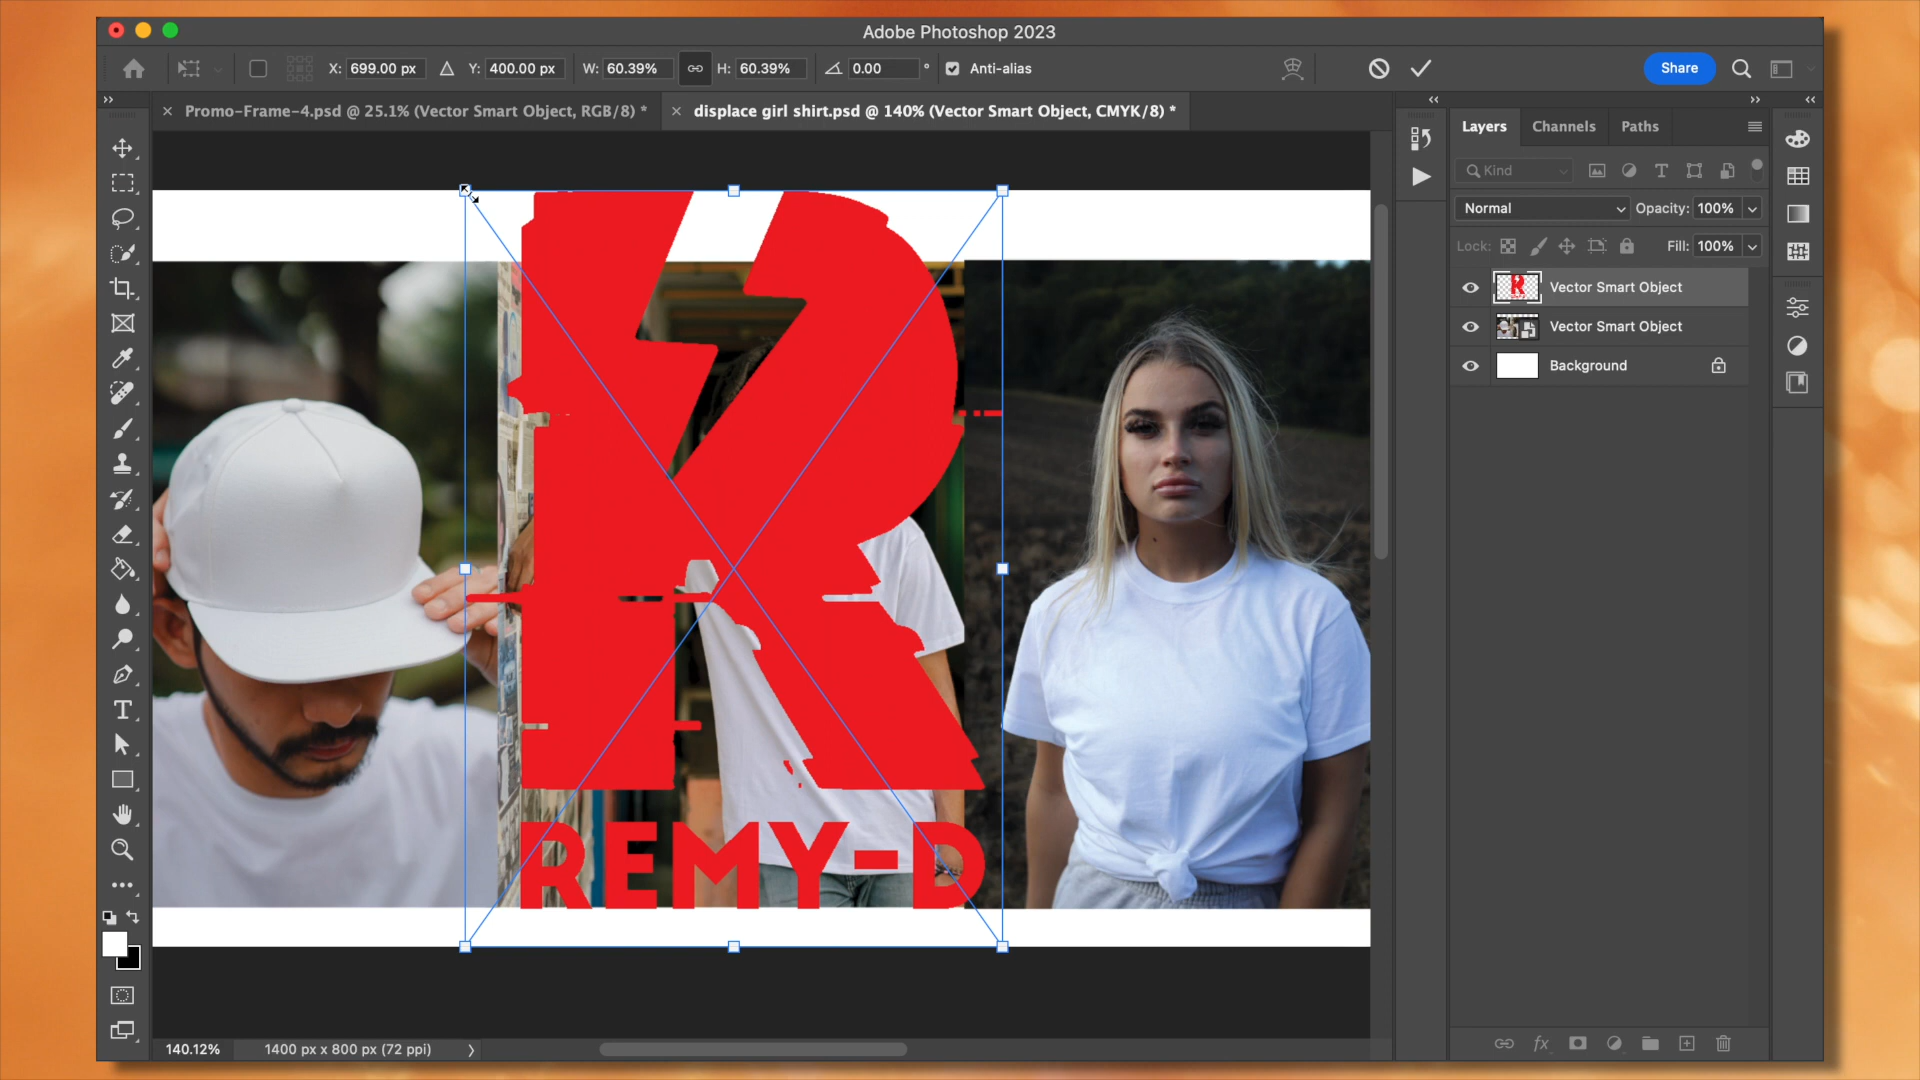 Adobe Photoshop 2023
X: 699.00 px Y: 400.00 px W: 60.39% H: 60.39% 0.00 ° Anti-alias Share
Promo-Frame-4.psd @ 25.1% (Vector Smart Object, RGB/8) * displace girl shirt.psd @ 140% (Vector Smart Object, CMYK/8) *
Layers Channels Paths
Kind
Normal Opacity: 100%
Lock: Fill: 100%
Vector Smart Object
Vector Smart Object
Background
R
REMY-D
140.12% 1400 px x 800 px (72 ppi)